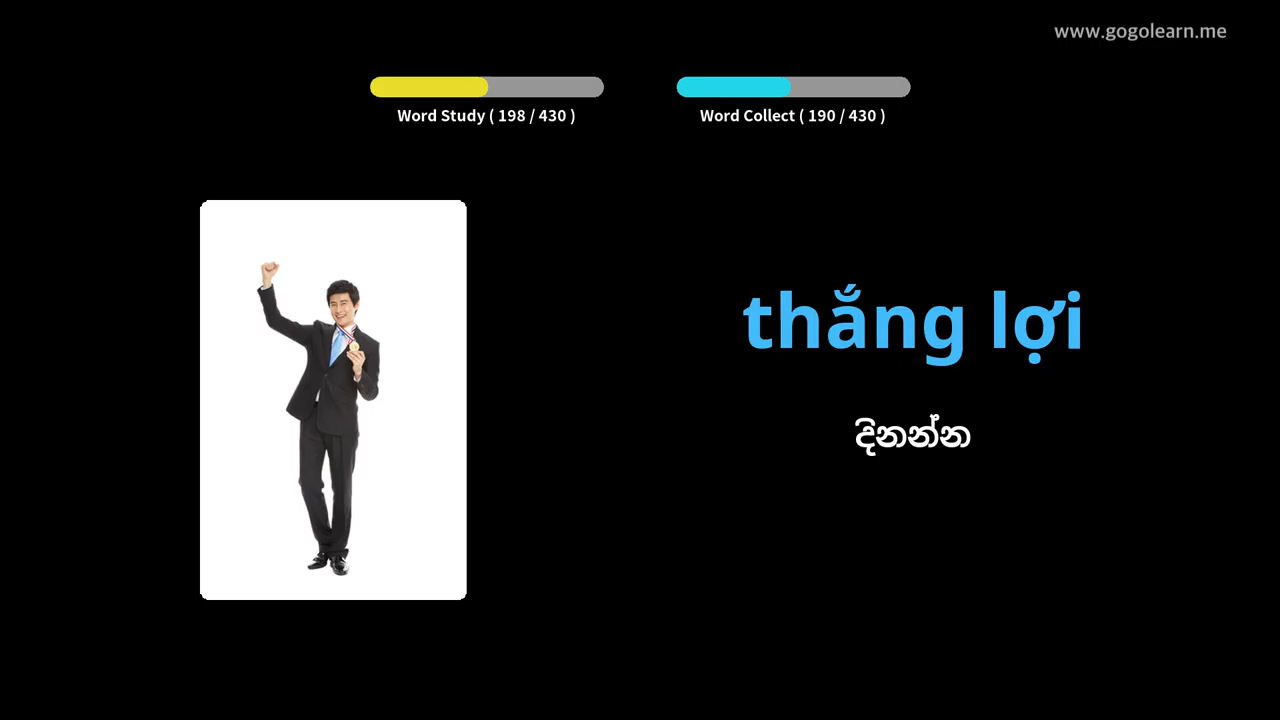 www.gogolearn.me
Word Study ( 198 / 430 )
Word Collect ( 190 / 430 )
thắng lợi
දිනන්න